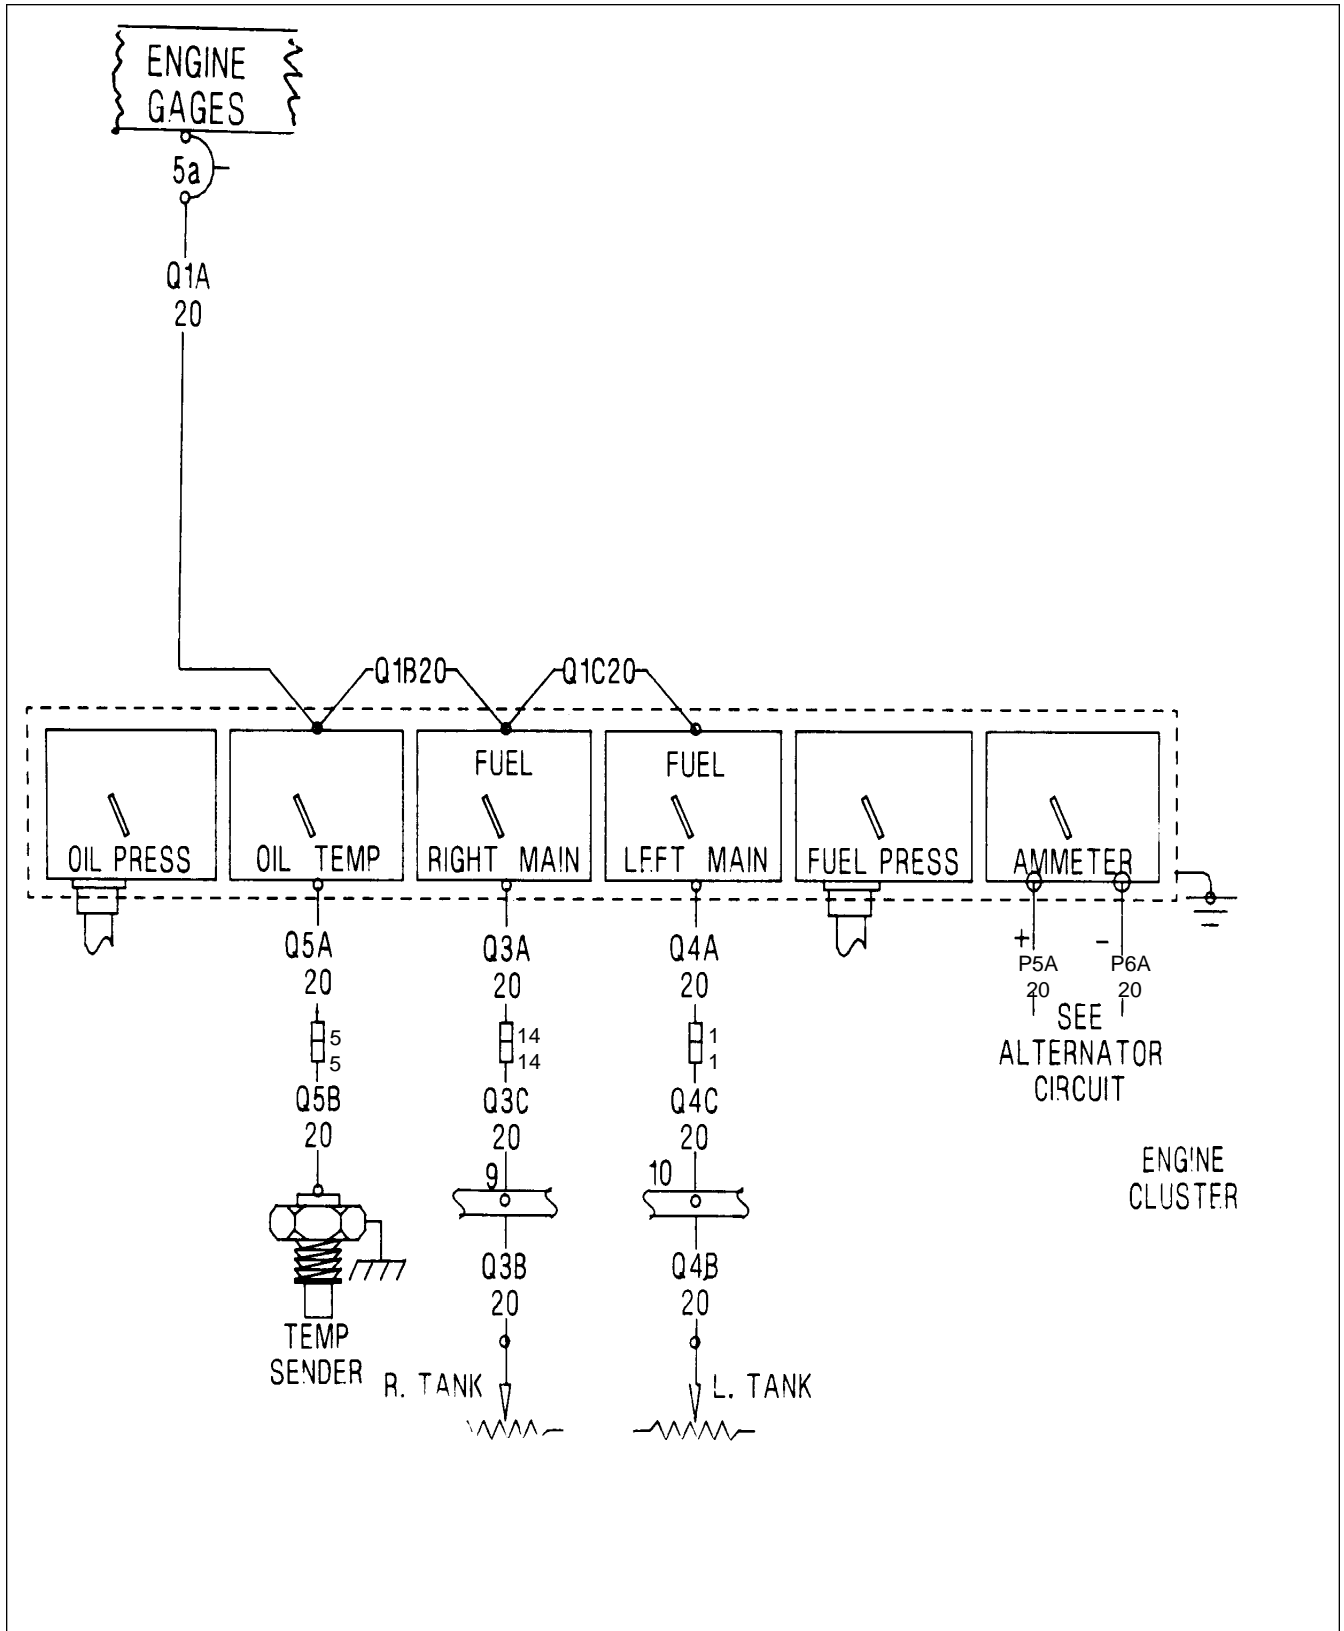 ENGINE
GAGES
5a
Q1A
20
Q1B20
Q1C20
OIL PRESS
OIL TEMP
FUEL
RIGHT MAIN
FUEL
LEFT MAIN
FUEL PRESS
AMMETER
Q5A
20
Q3A
20
Q4A
20
+
P5A
20
-
P6A
20
SEE
ALTERNATOR
CIRCUIT
5
5
14
14
1
1
Q5B
20
Q3C
20
Q4C
20
9
10
ENGINE
CLUSTER
Q3B
20
Q4B
20
TEMP
SENDER
R. TANK
L. TANK